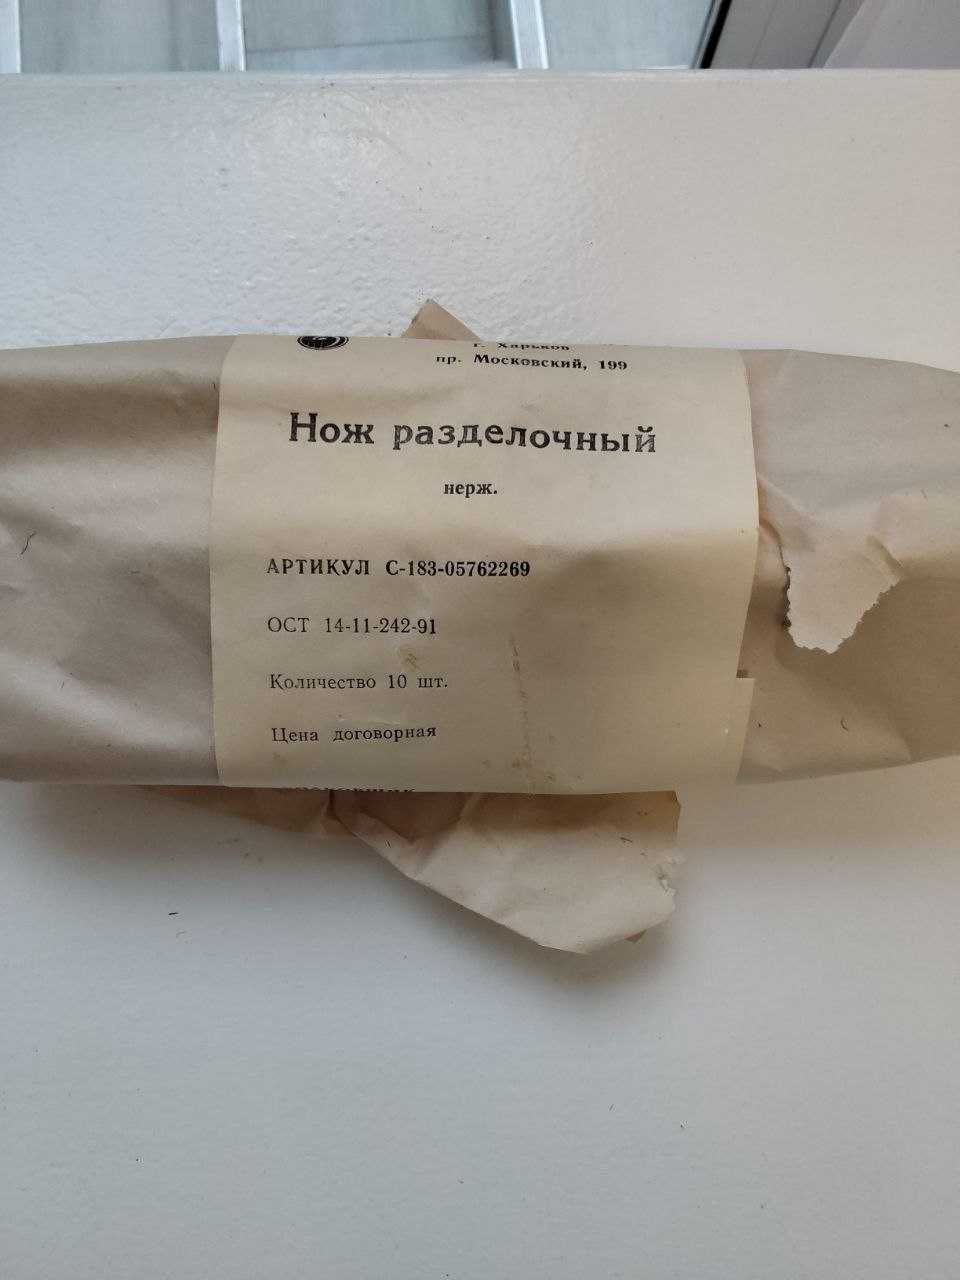 г. Харьков
пр. Московский, 199
Нож разделочный
нерж.
АРТИКУЛ С-183-05762269
ОСТ 14-11-242-91
Количество 10 шт.
Цена договорная